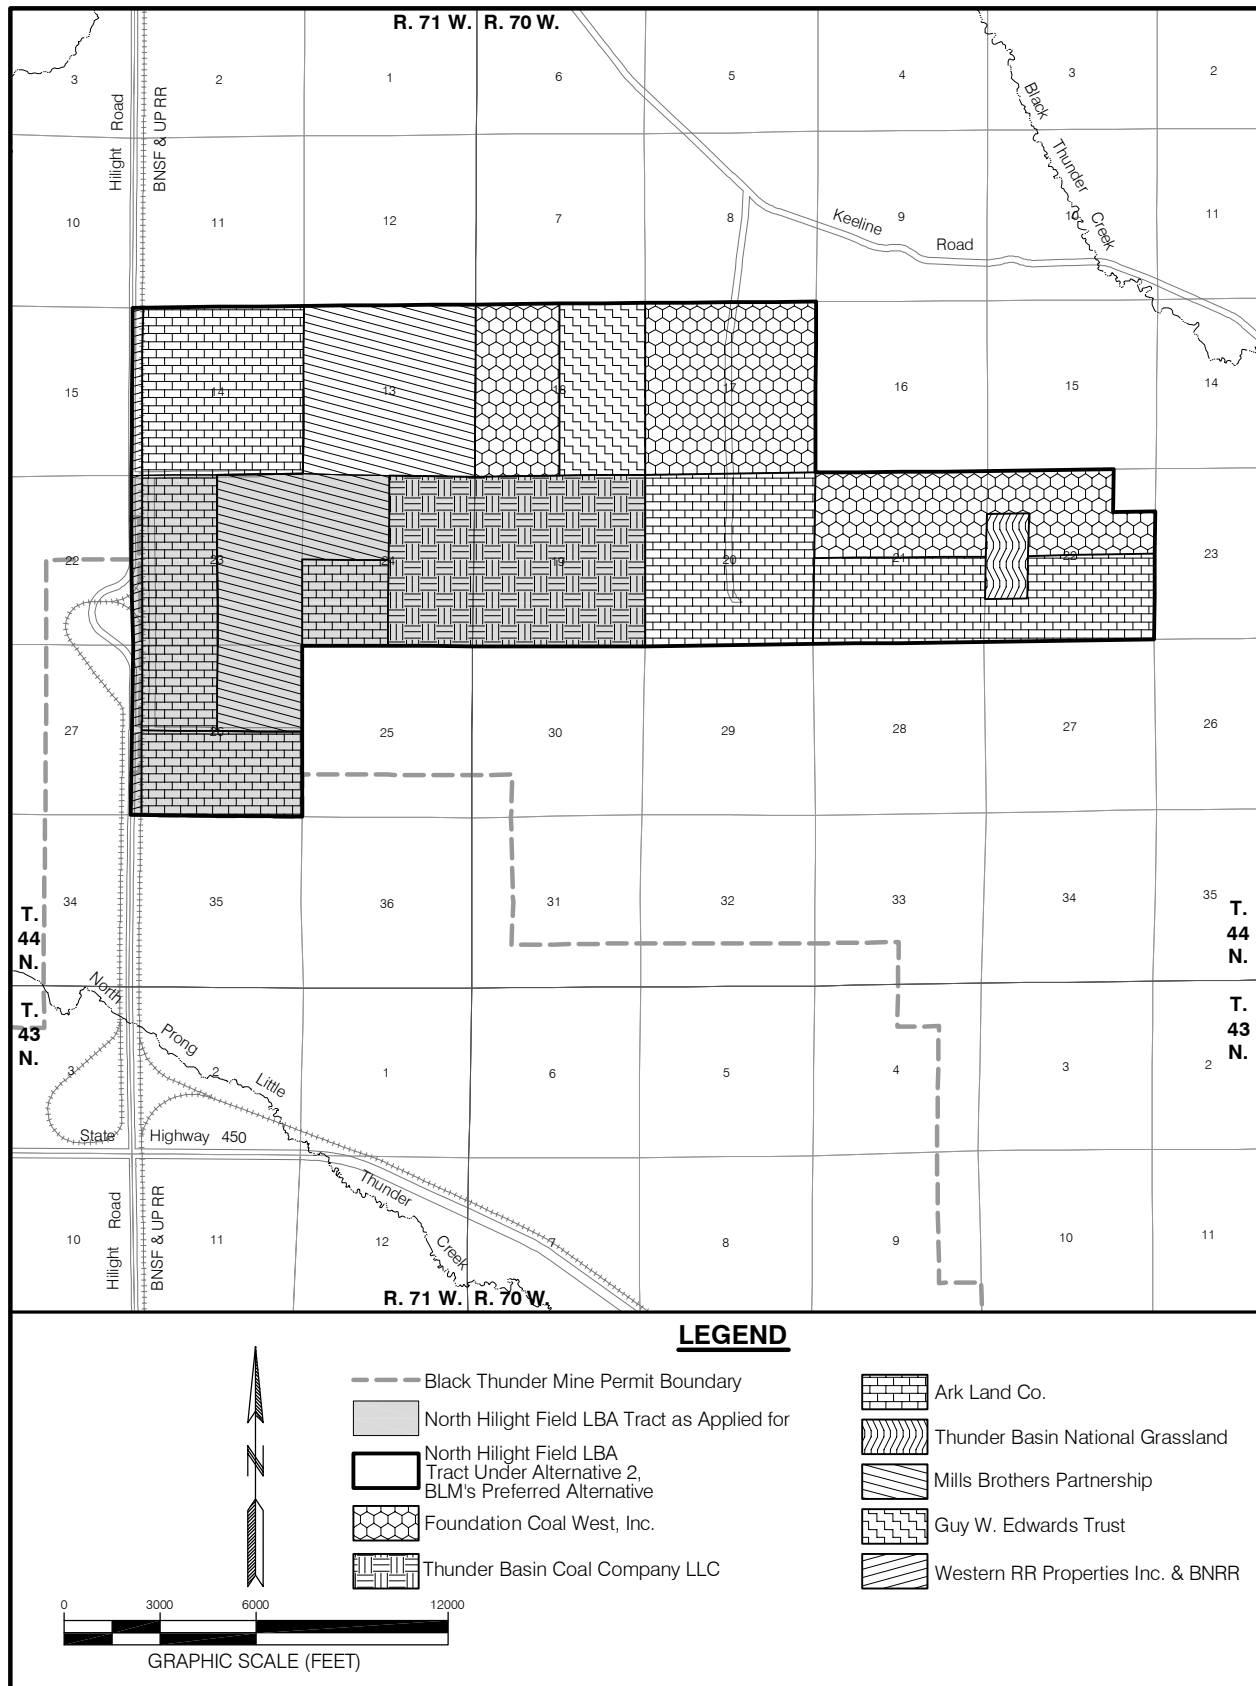 R. 71 W. R. 70 W.
3
2
1
6
5
4
3
2
Hilight Road
BNSF & UP RR
Black Thunder Creek
10
11
12
7
8
9
10
11
Keeline Road
15
14
13
18
17
16
15
14
22
23
24
19
20
21
22
23
27
26
25
30
29
28
27
26
34
35
36
31
32
33
34
35
T.
44
N.
T.
44
N.
T.
43
N.
T.
43
N.
North Prong Little Thunder Creek
3
2
1
6
5
4
3
2
State Highway 450
Hilight Road
BNSF & UP RR
10
11
12
7
8
9
10
11
R. 71 W. R. 70 W.
LEGEND
Black Thunder Mine Permit Boundary
North Hilight Field LBA Tract as Applied for
North Hilight Field LBA
Tract Under Alternative 2,
BLM's Preferred Alternative
Foundation Coal West, Inc.
Thunder Basin Coal Company LLC
Ark Land Co.
Thunder Basin National Grassland
Mills Brothers Partnership
Guy W. Edwards Trust
Western RR Properties Inc. & BNRR
N
0 3000 6000 12000
GRAPHIC SCALE (FEET)